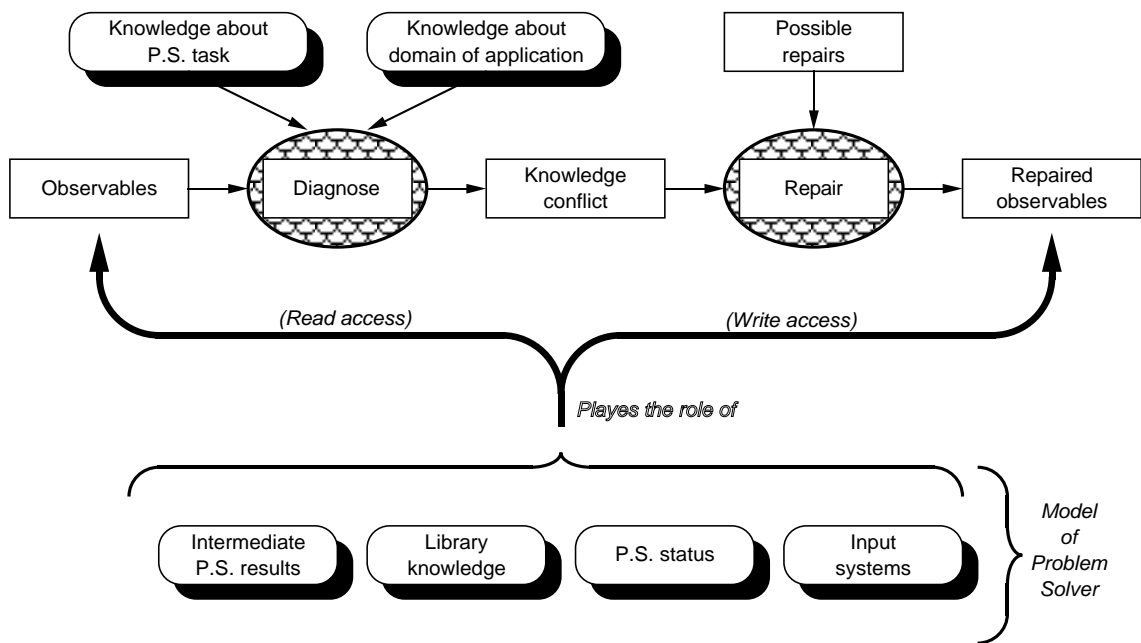 Knowledge about
P.S. task
Knowledge about
domain of application
Possible
repairs
Observables
Diagnose
Knowledge
conflict
Repair
Repaired
observables
(Read access)
(Write access)
Playes the role of
Intermediate
P.S. results
Library
knowledge
P.S. status
Input
systems
Model
of
Problem
Solver